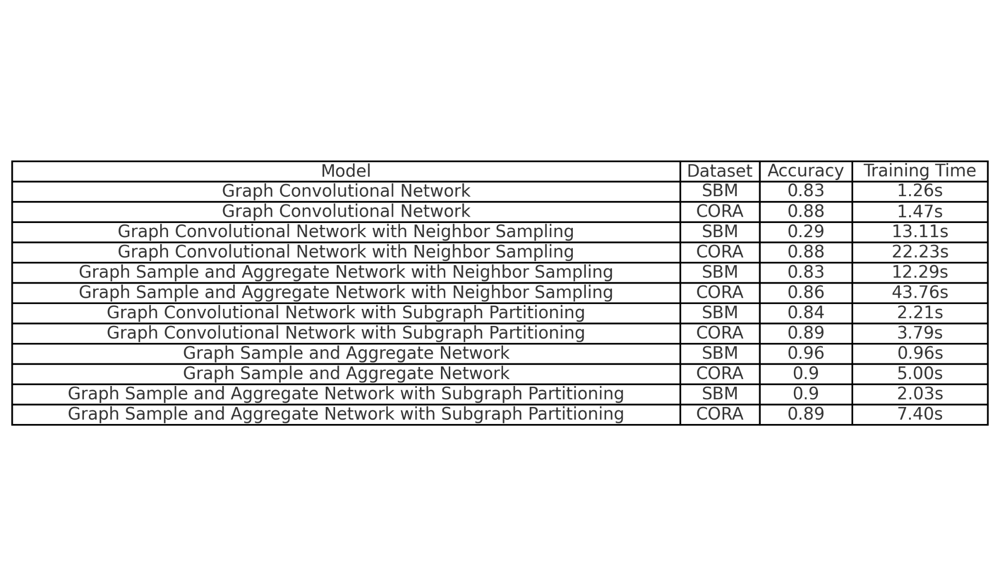 Model Dataset Accuracy Training Time
Graph Convolutional Network SBM 0.83 1.26s
Graph Convolutional Network CORA 0.88 1.47s
Graph Convolutional Network with Neighbor Sampling SBM 0.29 13.11s
Graph Convolutional Network with Neighbor Sampling CORA 0.88 22.23s
Graph Sample and Aggregate Network with Neighbor Sampling SBM 0.83 12.29s
Graph Sample and Aggregate Network with Neighbor Sampling CORA 0.86 43.76s
Graph Convolutional Network with Subgraph Partitioning SBM 0.84 2.21s
Graph Convolutional Network with Subgraph Partitioning CORA 0.89 3.79s
Graph Sample and Aggregate Network SBM 0.96 0.96s
Graph Sample and Aggregate Network CORA 0.9 5.00s
Graph Sample and Aggregate Network with Subgraph Partitioning SBM 0.9 2.03s
Graph Sample and Aggregate Network with Subgraph Partitioning CORA 0.89 7.40s